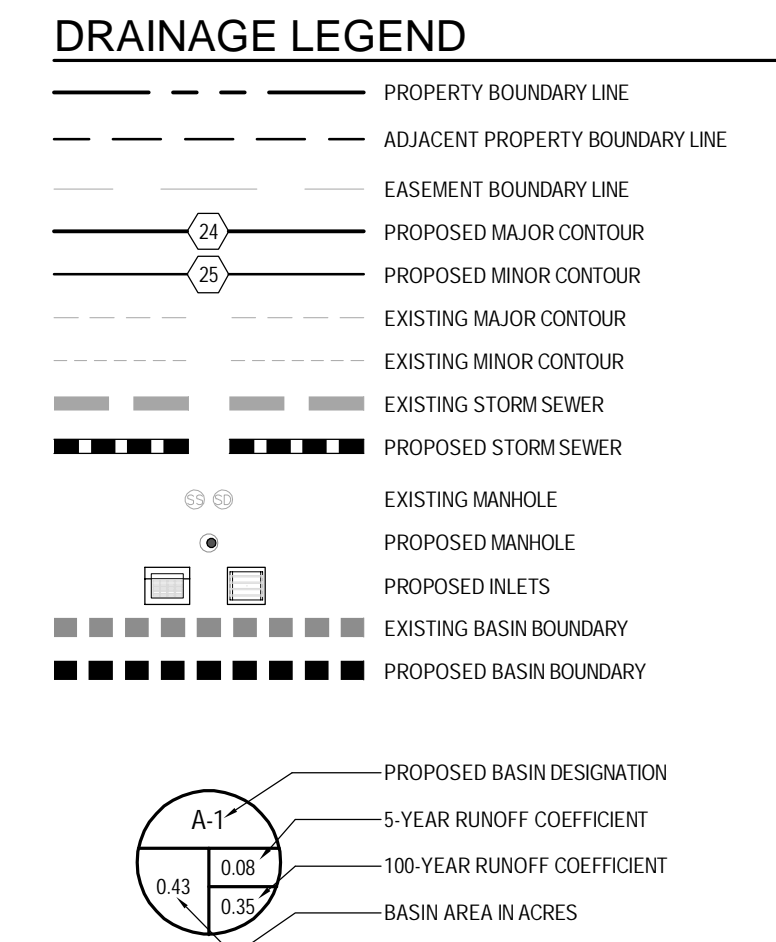 DRAINAGE LEGEND
PROPERTY BOUNDARY LINE
ADJACENT PROPERTY BOUNDARY LINE
EASEMENT BOUNDARY LINE
24 PROPOSED MAJOR CONTOUR
25 PROPOSED MINOR CONTOUR
EXISTING MAJOR CONTOUR
EXISTING MINOR CONTOUR
EXISTING STORM SEWER
PROPOSED STORM SEWER
SS SD EXISTING MANHOLE
PROPOSED MANHOLE
PROPOSED INLETS
EXISTING BASIN BOUNDARY
PROPOSED BASIN BOUNDARY
PROPOSED BASIN DESIGNATION
A-1 5-YEAR RUNOFF COEFFICIENT
0.08 100-YEAR RUNOFF COEFFICIENT
0.43
0.35 BASIN AREA IN ACRES